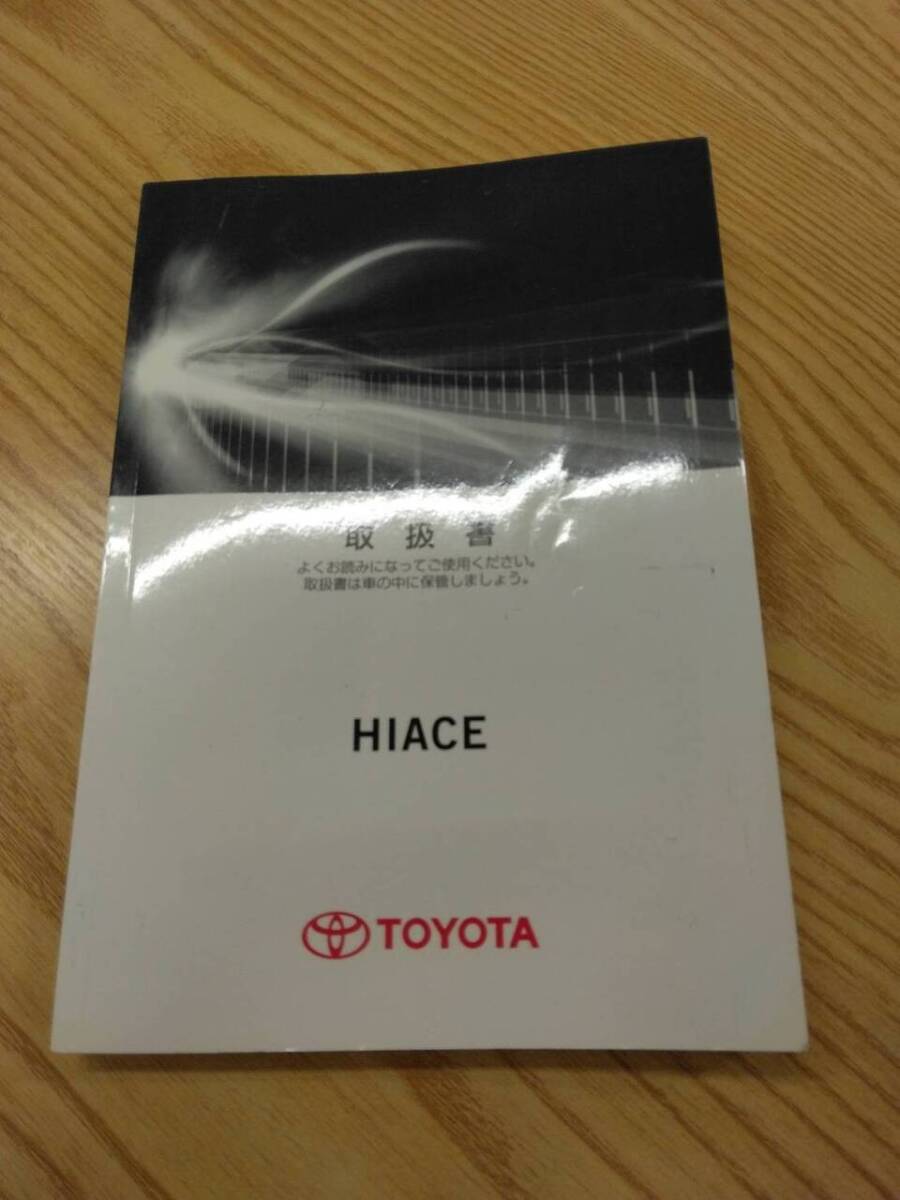 取扱書
よくお読みになってご使用ください。
取扱書は車の中に保管しましょう。
HIACE
TOYOTA